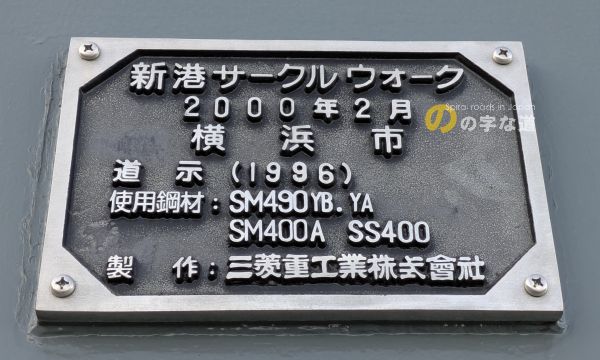 新港サークルウォーク
2000年2月
横浜市
道示(1996)
使用鋼材:SM490YB.YA
SM400A SS400
製作:三菱重工業株式會社
Spiral roads in Japan
のの字な道